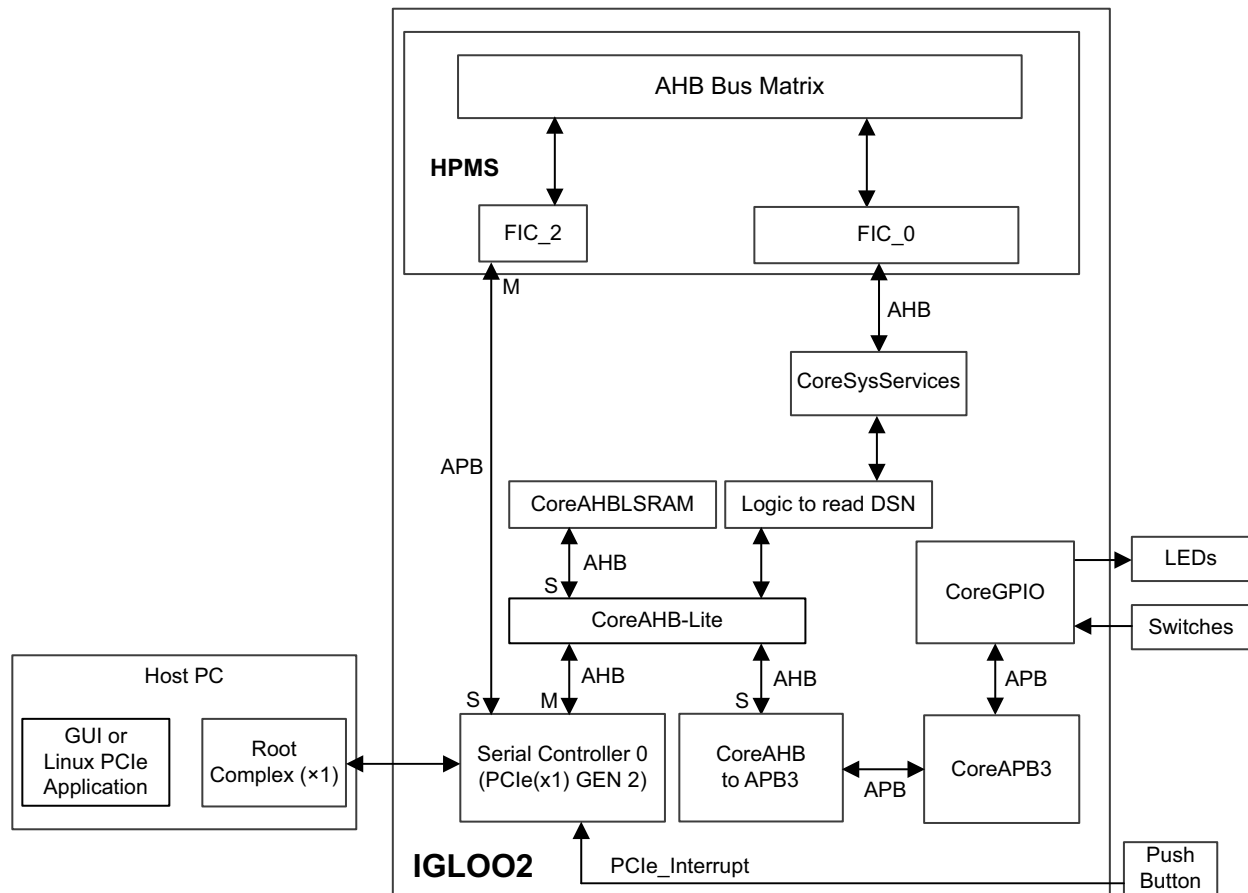 AHB Bus Matrix
HPMS
FIC_2
FIC_0
M
AHB
CoreSysServices
APB
CoreAHBLSRAM
Logic to read DSN
AHB
S
CoreGPIO
LEDs
Switches
CoreAHB-Lite
Host PC
AHB
AHB
APB
S
M
S
GUI or
Linux PCIe
Application
Root
Complex (×1)
Serial Controller 0
(PCIe(x1) GEN 2)
CoreAHB
to APB3
APB
CoreAPB3
IGLOO2
PCIe_Interrupt
Push
Button